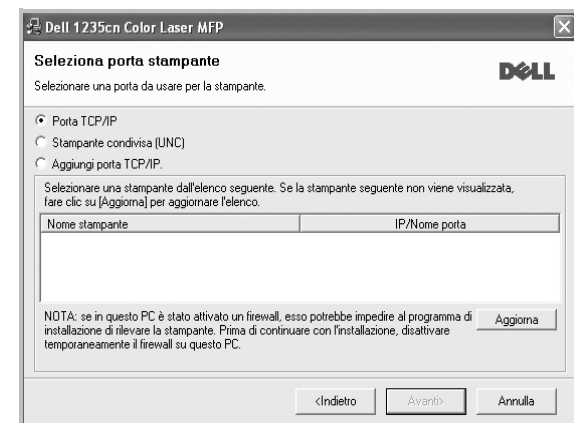 Dell 1235cn Color Laser MFP
Seleziona porta stampante
Selezionare una porta da usare per la stampante.
DELL
Porta TCP/IP
Stampante condivisa (UNC)
Aggiungi porta TCP/IP.
Selezionare una stampante dall'elenco seguente. Se la stampante seguente non viene visualizzata,
fare clic su [Aggiorna] per aggiornare l'elenco.
Nome stampante IP/Nome porta
NOTA: se in questo PC è stato attivato un firewall, esso potrebbe impedire al programma di
installazione di rilevare la stampante. Prima di continuare con l'installazione, disattivare
temporaneamente il firewall su questo PC.
Aggiorna
<Indietro Avanti> Annulla